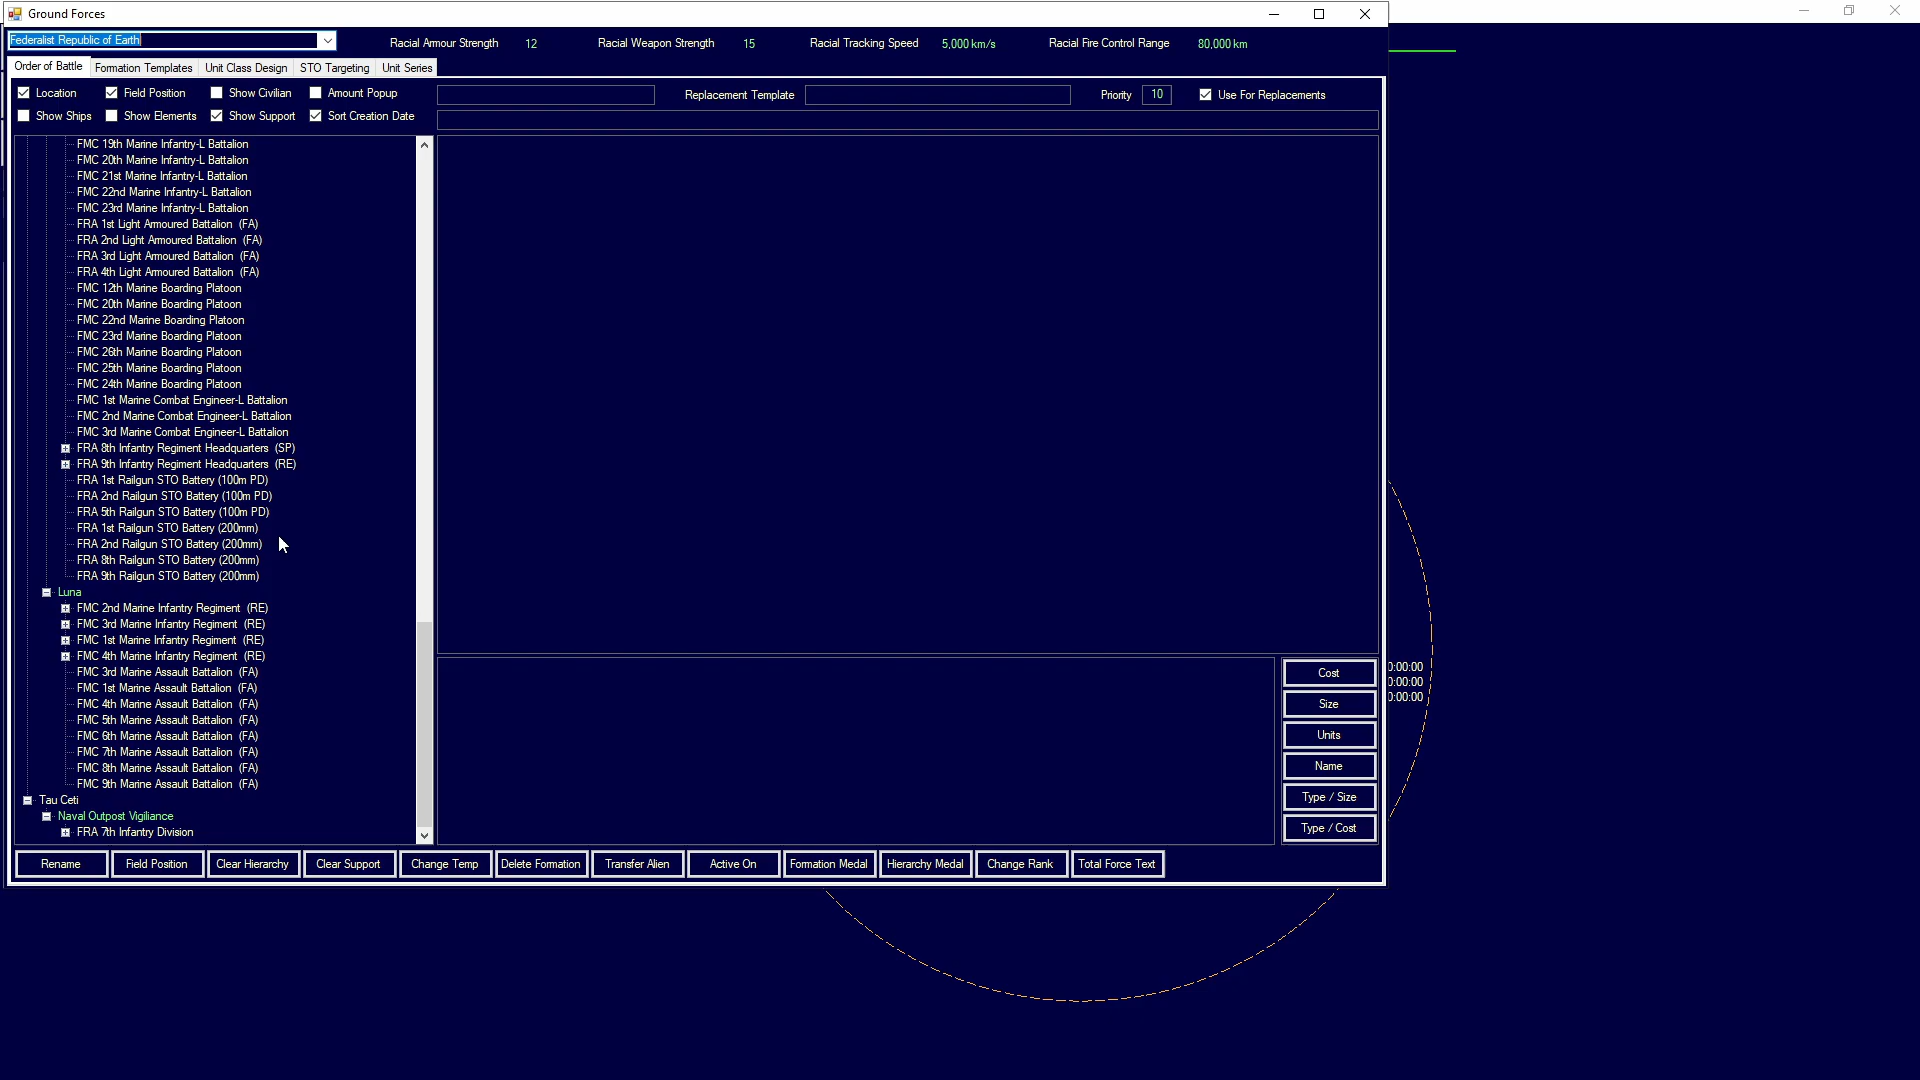 Ground Forces
Federalist Republic of Earth
Racial Armour Strength 12 Racial Weapon Strength 15 Racial Tracking Speed 5,000 km/s Racial Fire Control Range 80,000 km
Order of Battle Formation Templates Unit Class Design STO Targeting Unit Series
Location Field Position Show Civilian Amount Popup
Replacement Template Priority 10 Use For Replacements
Show Ships Show Elements Show Support Sort Creation Date
FMC 19th Marine Infantry-L Battalion
FMC 20th Marine Infantry-L Battalion
FMC 21st Marine Infantry-L Battalion
FMC 22nd Marine Infantry-L Battalion
FMC 23rd Marine Infantry-L Battalion
FRA 1st Light Armoured Battalion (FA)
FRA 2nd Light Armoured Battalion (FA)
FRA 3rd Light Armoured Battalion (FA)
FRA 4th Light Armoured Battalion (FA)
FMC 12th Marine Boarding Platoon
FMC 20th Marine Boarding Platoon
FMC 22nd Marine Boarding Platoon
FMC 23rd Marine Boarding Platoon
FMC 26th Marine Boarding Platoon
FMC 25th Marine Boarding Platoon
FMC 24th Marine Boarding Platoon
FMC 1st Marine Combat Engineer-L Battalion
FMC 2nd Marine Combat Engineer-L Battalion
FMC 3rd Marine Combat Engineer-L Battalion
FRA 8th Infantry Regiment Headquarters (SP)
FRA 9th Infantry Regiment Headquarters (RE)
FRA 1st Railgun STO Battery (100m PD)
FRA 2nd Railgun STO Battery (100m PD)
FRA 5th Railgun STO Battery (100m PD)
FRA 1st Railgun STO Battery (200mm)
FRA 2nd Railgun STO Battery (200mm)
FRA 8th Railgun STO Battery (200mm)
FRA 9th Railgun STO Battery (200mm)
Luna
FMC 2nd Marine Infantry Regiment (RE)
FMC 3rd Marine Infantry Regiment (RE)
FMC 1st Marine Infantry Regiment (RE)
FMC 4th Marine Infantry Regiment (RE)
FMC 3rd Marine Assault Battalion (FA)
FMC 1st Marine Assault Battalion (FA)
FMC 4th Marine Assault Battalion (FA)
FMC 5th Marine Assault Battalion (FA)
FMC 6th Marine Assault Battalion (FA)
FMC 7th Marine Assault Battalion (FA)
FMC 8th Marine Assault Battalion (FA)
FMC 9th Marine Assault Battalion (FA)
Tau Ceti
Naval Outpost Vigiliance
FRA 7th Infantry Division
Cost
Size
Units
Name
Type / Size
Type / Cost
0:00:00
0:00:00
0:00:00
Rename Field Position Clear Hierarchy Clear Support Change Temp Delete Formation Transfer Alien Active On Formation Medal Hierarchy Medal Change Rank Total Force Text